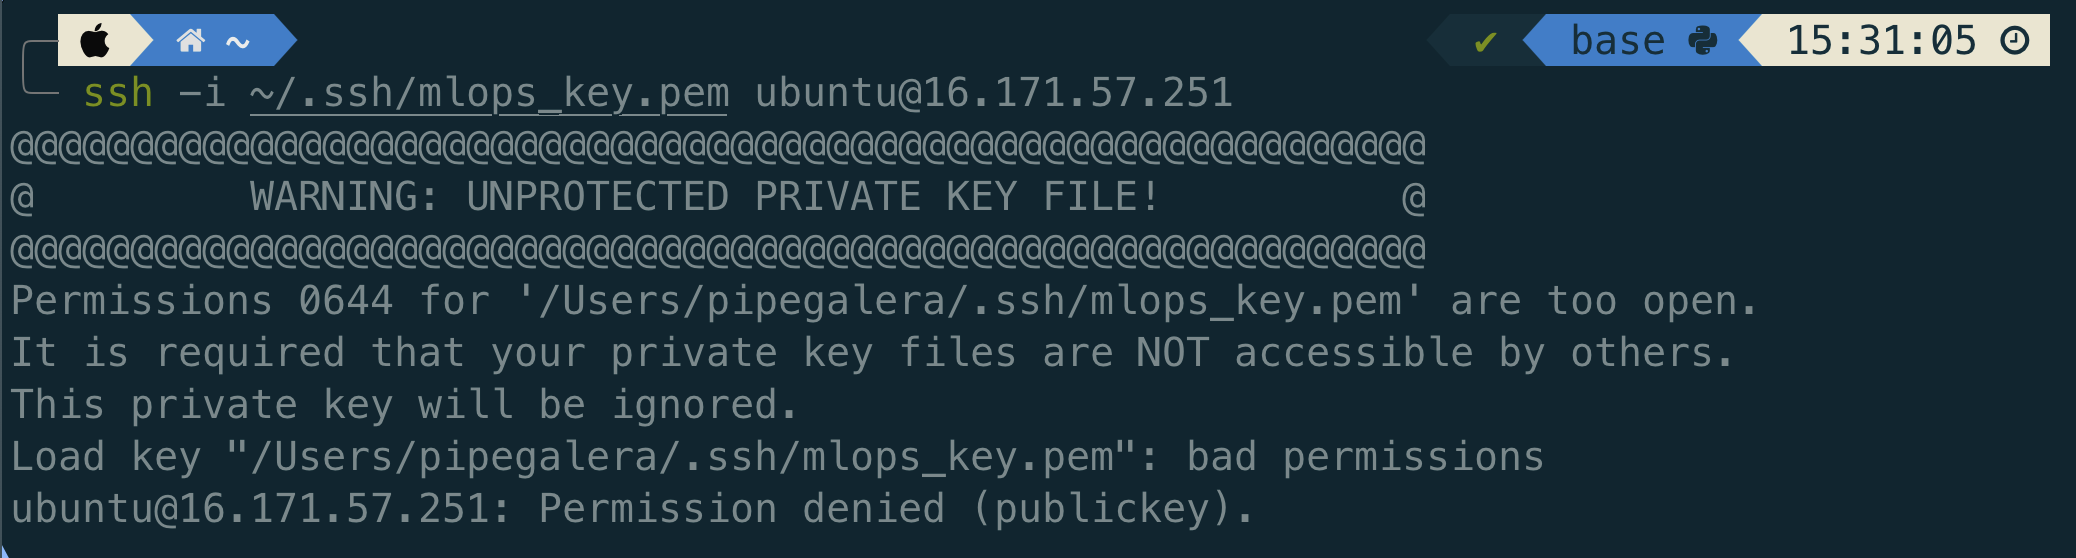 ~ ✔ base 15:31:05
ssh -i ~/.ssh/mlops_key.pem ubuntu@16.171.57.251
@@@@@@@@@@@@@@@@@@@@@@@@@@@@@@@@@@@@@@@@@@@@@@@@@@@@@@@@@@@
@         WARNING: UNPROTECTED PRIVATE KEY FILE!          @
@@@@@@@@@@@@@@@@@@@@@@@@@@@@@@@@@@@@@@@@@@@@@@@@@@@@@@@@@@@
Permissions 0644 for '/Users/pipegalera/.ssh/mlops_key.pem' are too open.
It is required that your private key files are NOT accessible by others.
This private key will be ignored.
Load key "/Users/pipegalera/.ssh/mlops_key.pem": bad permissions
ubuntu@16.171.57.251: Permission denied (publickey).